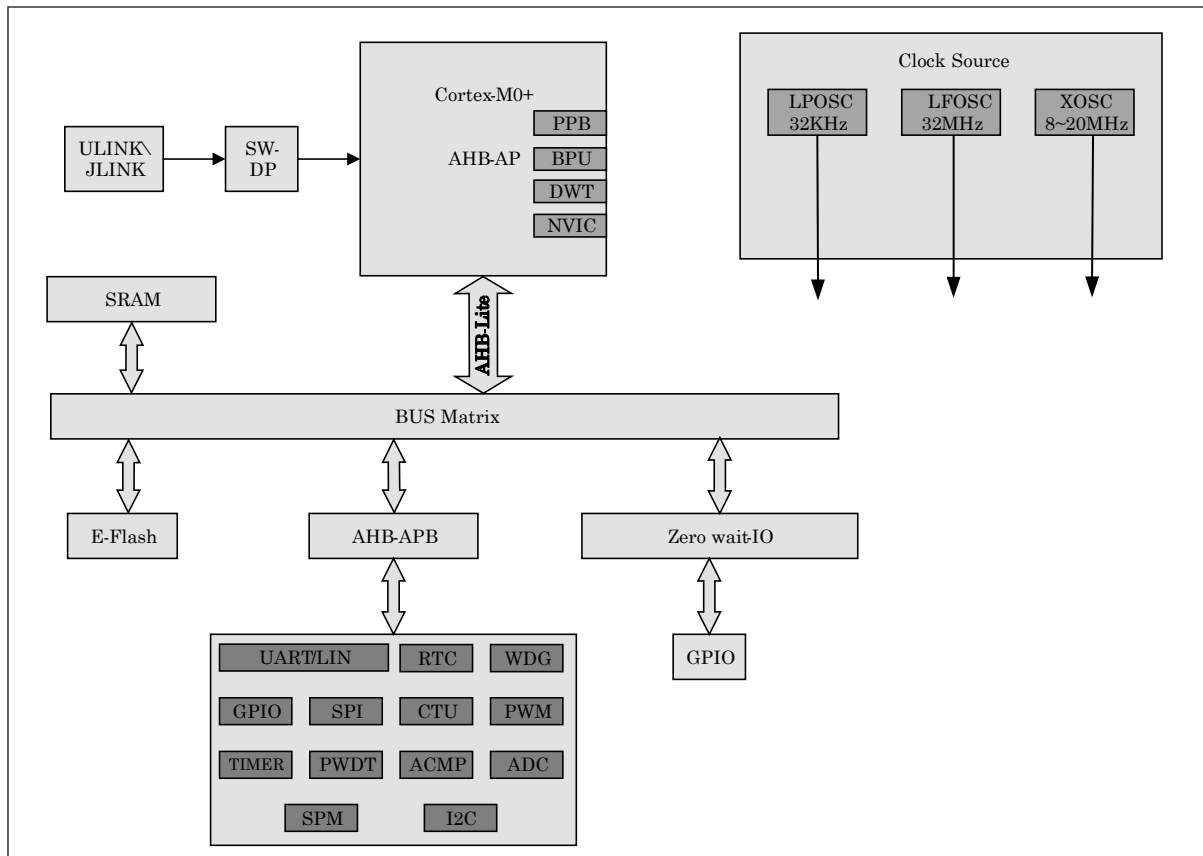 Cortex-M0+
PPB
AHB-AP
BPU
DWT
NVIC
ULINK\
JLINK
SW-
DP
Clock Source
LPOSC
32KHz
LFOSC
32MHz
XOSC
8~20MHz
SRAM
AHB-Lite
BUS Matrix
E-Flash
AHB-APB
Zero wait-IO
UART/LIN
RTC
WDG
GPIO
SPI
CTU
PWM
TIMER
PWDT
ACMP
ADC
SPM
I2C
GPIO